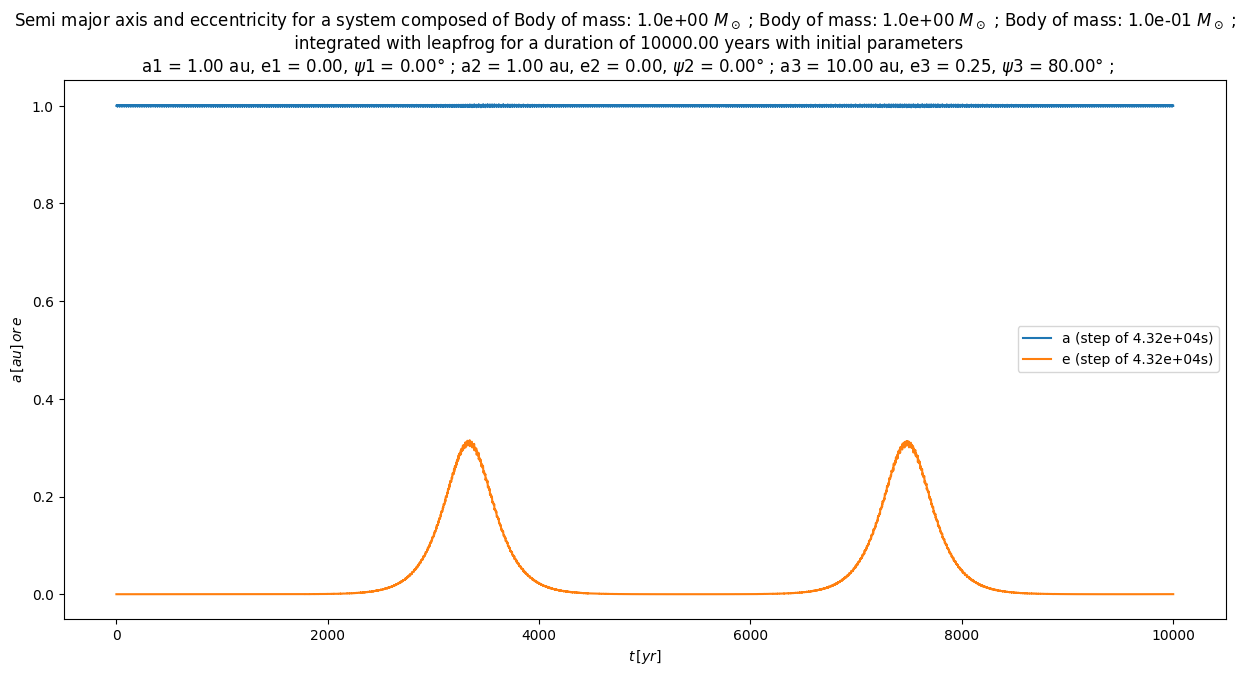 Semi major axis and eccentricity for a system composed of Body of mass: 1.0e+00 $M_\odot$ ; Body of mass: 1.0e+00 $M_\odot$ ; Body of mass: 1.0e-01 $M_\odot$ ;
integrated with leapfrog for a duration of 10000.00 years with initial parameters
a1 = 1.00 au, e1 = 0.00, ψ1 = 0.00° ; a2 = 1.00 au, e2 = 0.00, ψ2 = 0.00° ; a3 = 10.00 au, e3 = 0.25, ψ3 = 80.00° ;
1.0
0.8
0.6
0.4
0.2
0.0
a [au] or e
a (step of 4.32e+04s)
e (step of 4.32e+04s)
0 2000 4000 6000 8000 10000
t [yr]